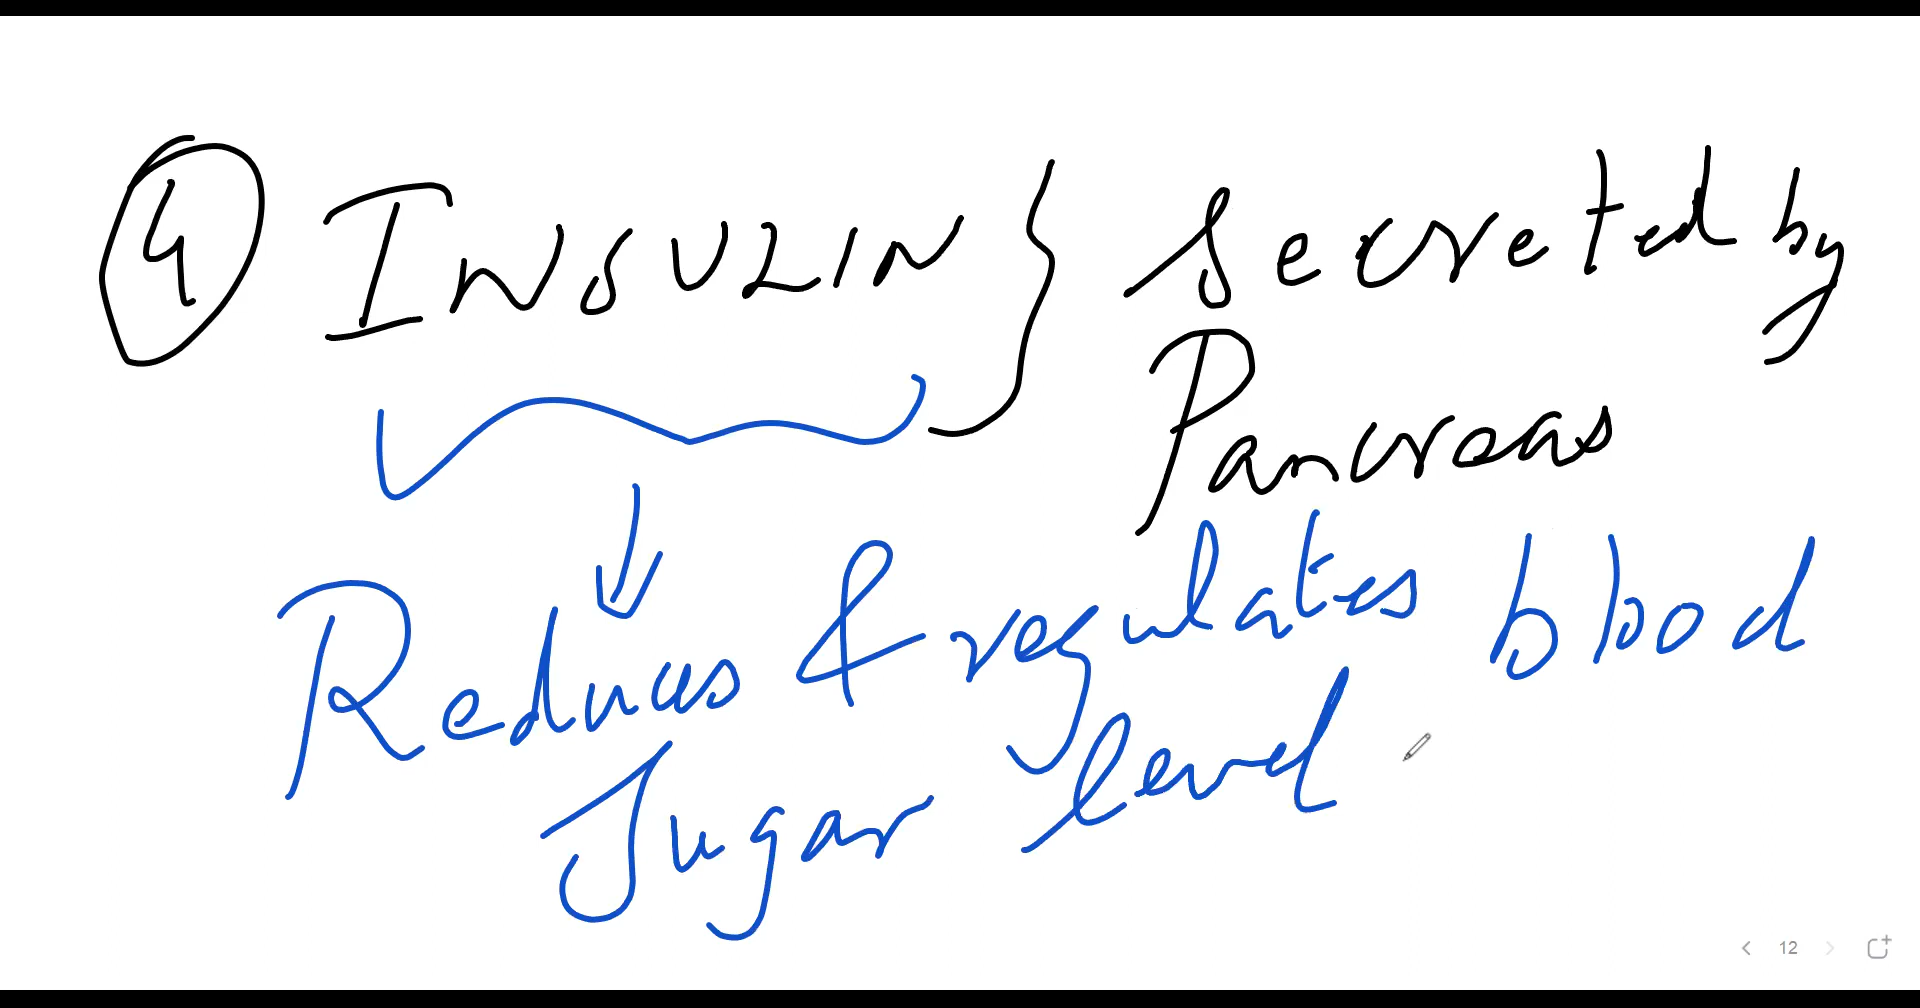 4 INSULIN } Secreted by
Pancreas
Reduces & regulates blood
Sugar level
12